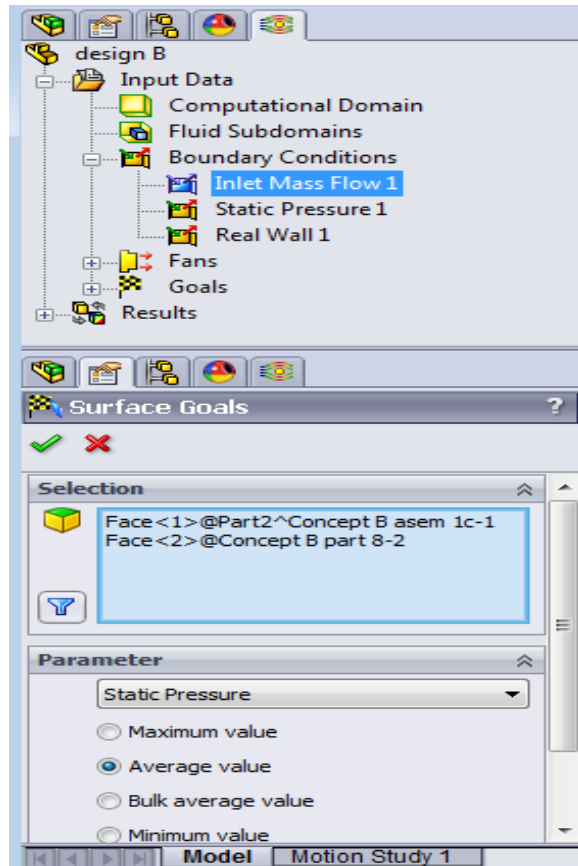 design B
Input Data
Computational Domain
Fluid Subdomains
Boundary Conditions
Inlet Mass Flow 1
Static Pressure 1
Real Wall 1
Fans
Goals
Results
Surface Goals ?
Selection
Face<1>@Part2^Concept B asem 1c-1
Face<2>@Concept B part 8-2
Parameter
Static Pressure
Maximum value
Average value
Bulk average value
Minimum value
Model Motion Study 1